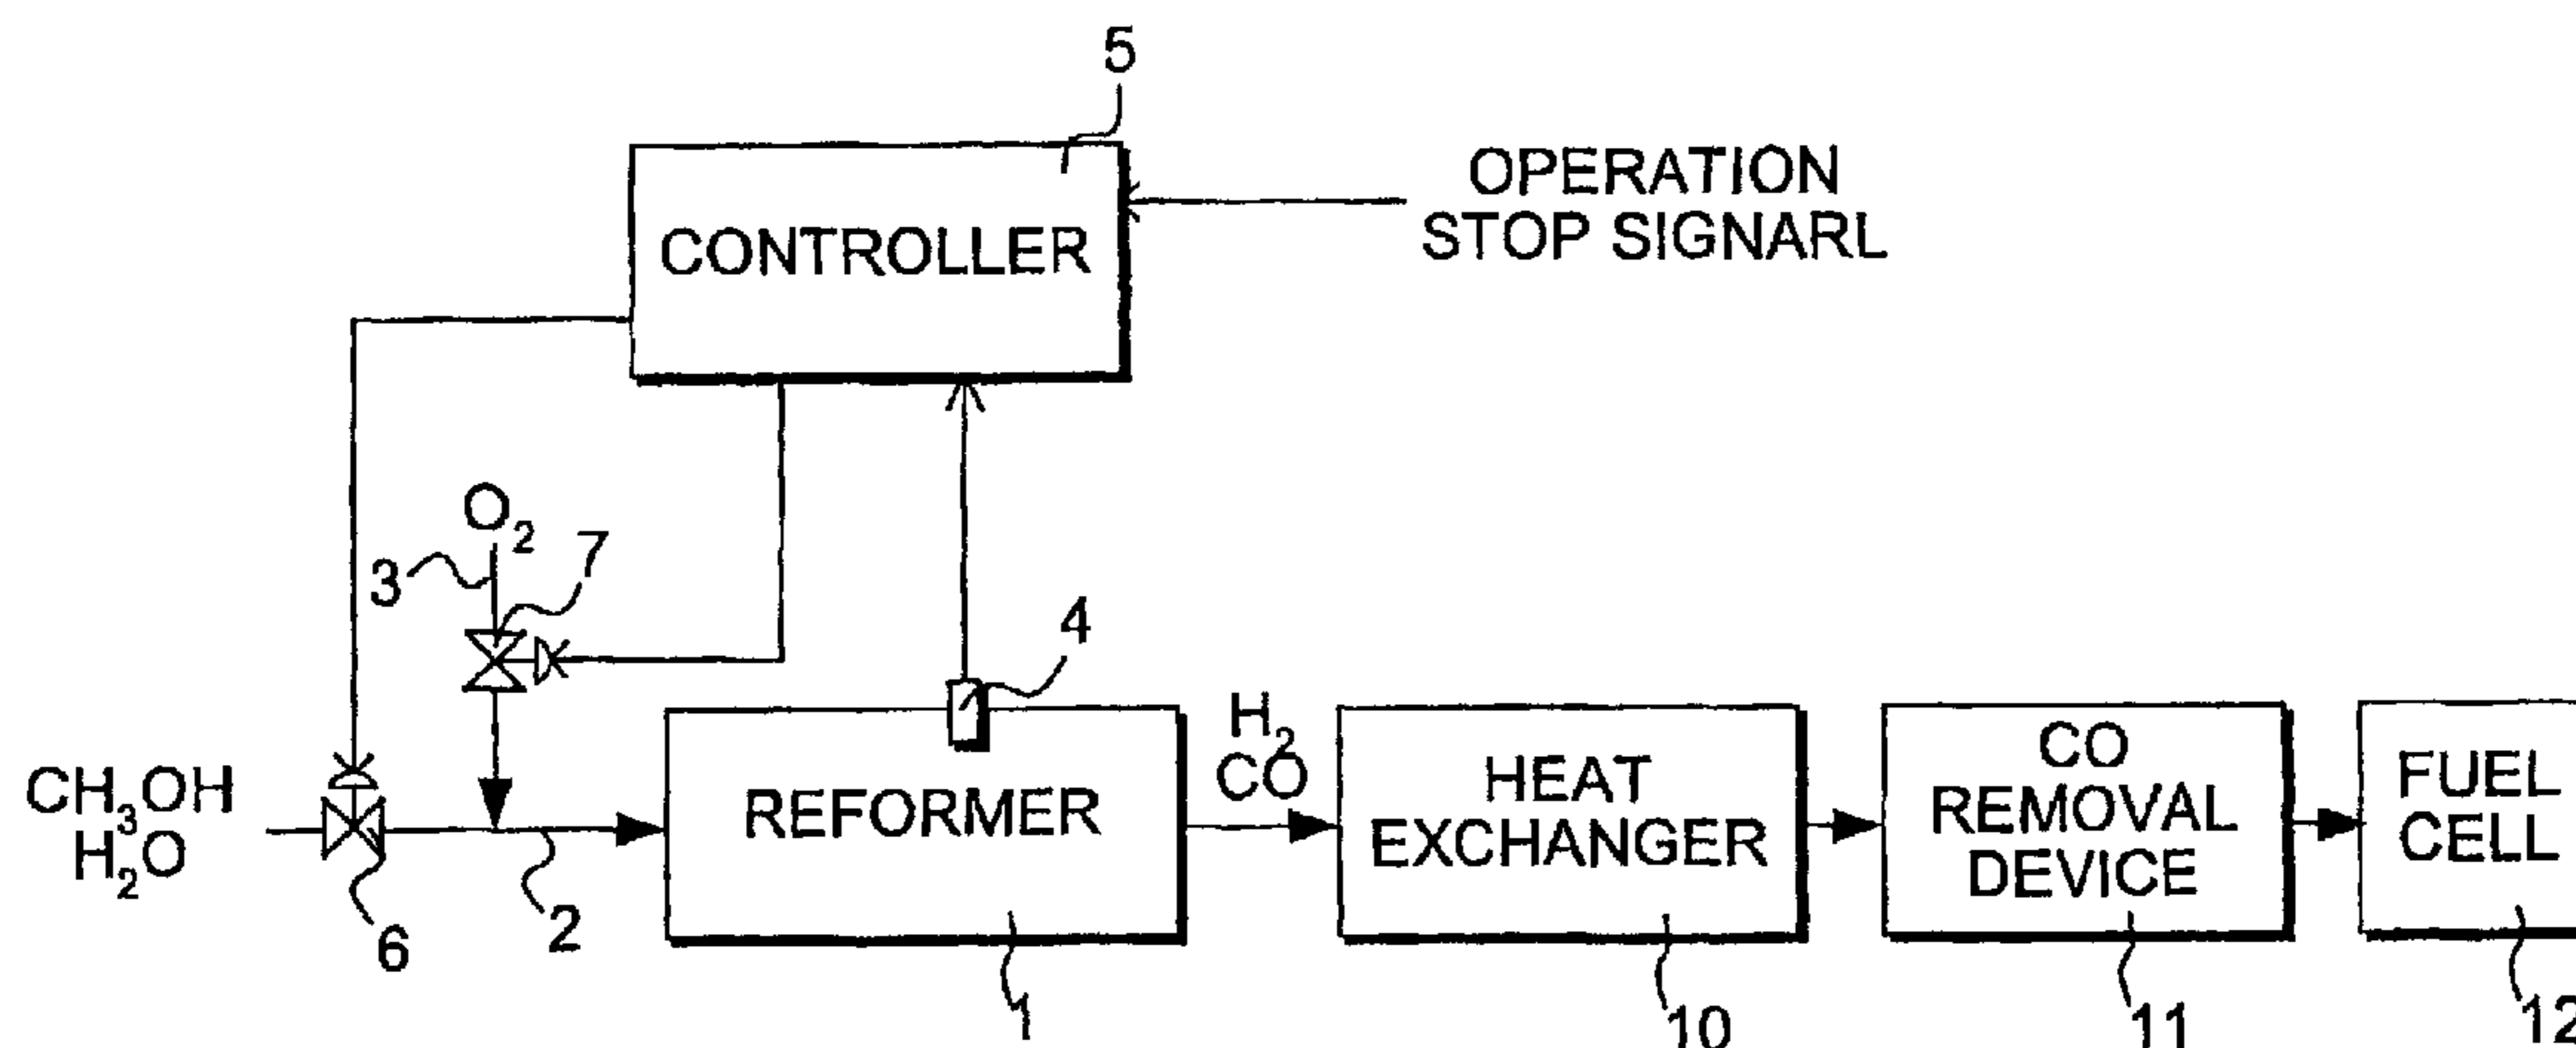 5
OPERATION
STOP SIGNARL
CONTROLLER
O₂
3
7
4
CH₃OH
H₂O
H₂
CO
REFORMER
HEAT
EXCHANGER
CO
REMOVAL
DEVICE
FUEL
CELL
6
2
1
10
11
12